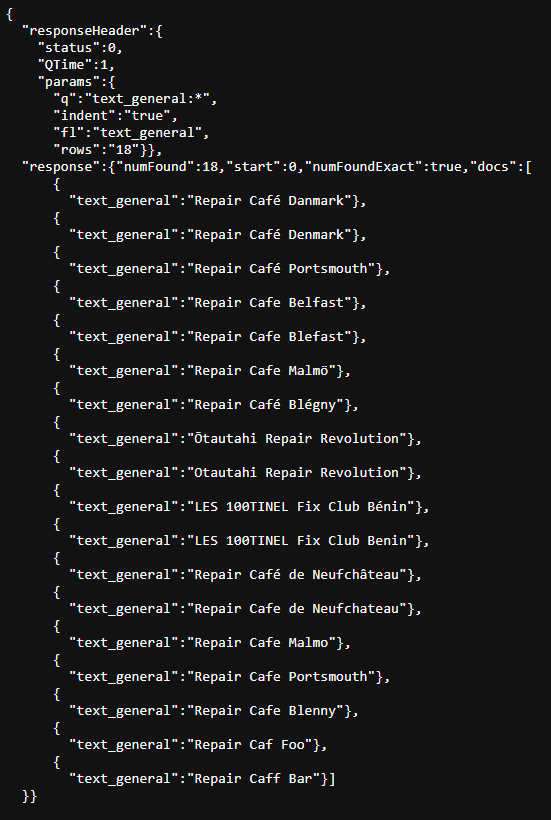 {
  "responseHeader":{
    "status":0,
    "QTime":1,
    "params":{
      "q":"text_general:*",
      "indent":"true",
      "fl":"text_general",
      "rows":"18"}},
  "response":{"numFound":18,"start":0,"numFoundExact":true,"docs":[
      {
        "text_general":"Repair Café Danmark"},
      {
        "text_general":"Repair Café Denmark"},
      {
        "text_general":"Repair Café Portsmouth"},
      {
        "text_general":"Repair Cafe Belfast"},
      {
        "text_general":"Repair Cafe Blefast"},
      {
        "text_general":"Repair Cafe Malmö"},
      {
        "text_general":"Repair Café Blégny"},
      {
        "text_general":"Ōtautahi Repair Revolution"},
      {
        "text_general":"Otautahi Repair Revolution"},
      {
        "text_general":"LES 100TINEL Fix Club Bénin"},
      {
        "text_general":"LES 100TINEL Fix Club Benin"},
      {
        "text_general":"Repair Café de Neufchâteau"},
      {
        "text_general":"Repair Cafe de Neufchateau"},
      {
        "text_general":"Repair Cafe Malmo"},
      {
        "text_general":"Repair Cafe Portsmouth"},
      {
        "text_general":"Repair Cafe Blenny"},
      {
        "text_general":"Repair Caf Foo"},
      {
        "text_general":"Repair Caff Bar"}]
  }}